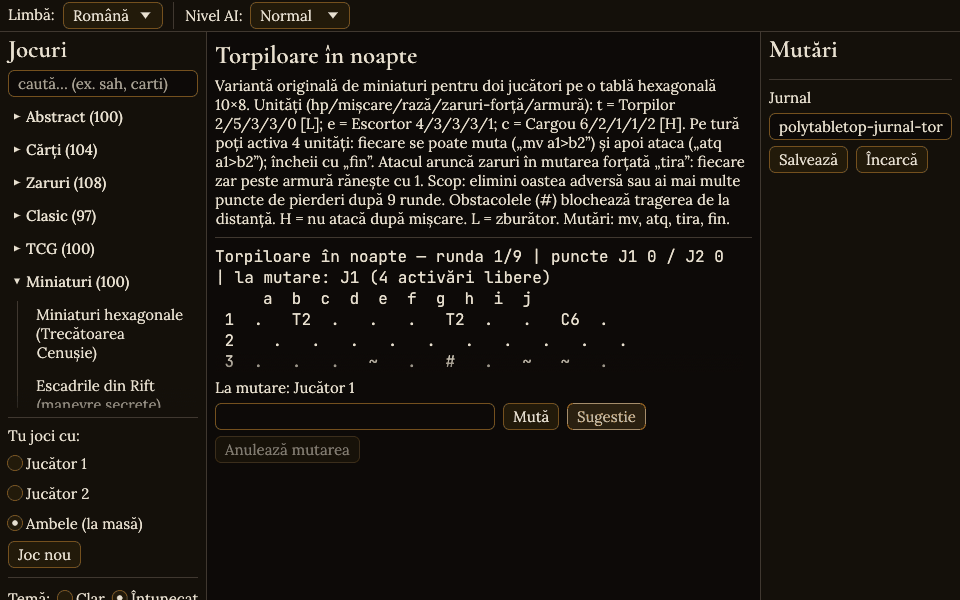 Limbă: Română ▼ Nivel AI: Normal ▼
Jocuri
caută... (ex. sah, carti)
▸ Abstract (100)
▸ Cărți (104)
▸ Zaruri (108)
▸ Clasic (97)
▸ TCG (100)
▾ Miniaturi (100)
Miniaturi hexagonale
(Trecătoarea
Cenușie)
Escadrile din Rift
(manevre secrete)
Tu joci cu:
Jucător 1
Jucător 2
Ambele (la masă)
Joc nou
Temă: Clar Întunecat
Torpiloare în noapte
Variantă originală de miniaturi pentru doi jucători pe o tablă hexagonală
10×8. Unități (hp/mișcare/rază/zaruri-forță/armură): t = Torpilor
2/5/3/3/0 [L]; e = Escortor 4/3/3/3/1; c = Cargou 6/2/1/1/2 [H]. Pe tură
poți activa 4 unități: fiecare se poate muta („mv a1>b2”) și apoi ataca („atq
a1>b2”); închei cu „fin”. Atacul aruncă zaruri în mutarea forțată „tira”: fiecare
zar peste armură rănește cu 1. Scop: elimini oastea adversă sau ai mai multe
puncte de pierderi după 9 runde. Obstacolele (#) blochează tragerea de la
distanță. H = nu atacă după mișcare. L = zburător. Mutări: mv, atq, tira, fin.
Torpiloare în noapte — runda 1/9 | puncte J1 0 / J2 0
| la mutare: J1 (4 activări libere)
a b c d e f g h i j
1 . T2 . . . T2 . . C6 .
2 . . . . . . . . . .
3 . . . ~ . # . ~ ~ .
La mutare: Jucător 1
Mută Sugestie
Anulează mutarea
Mutări
Jurnal
polytabletop-jurnal-tor
Salvează Încarcă